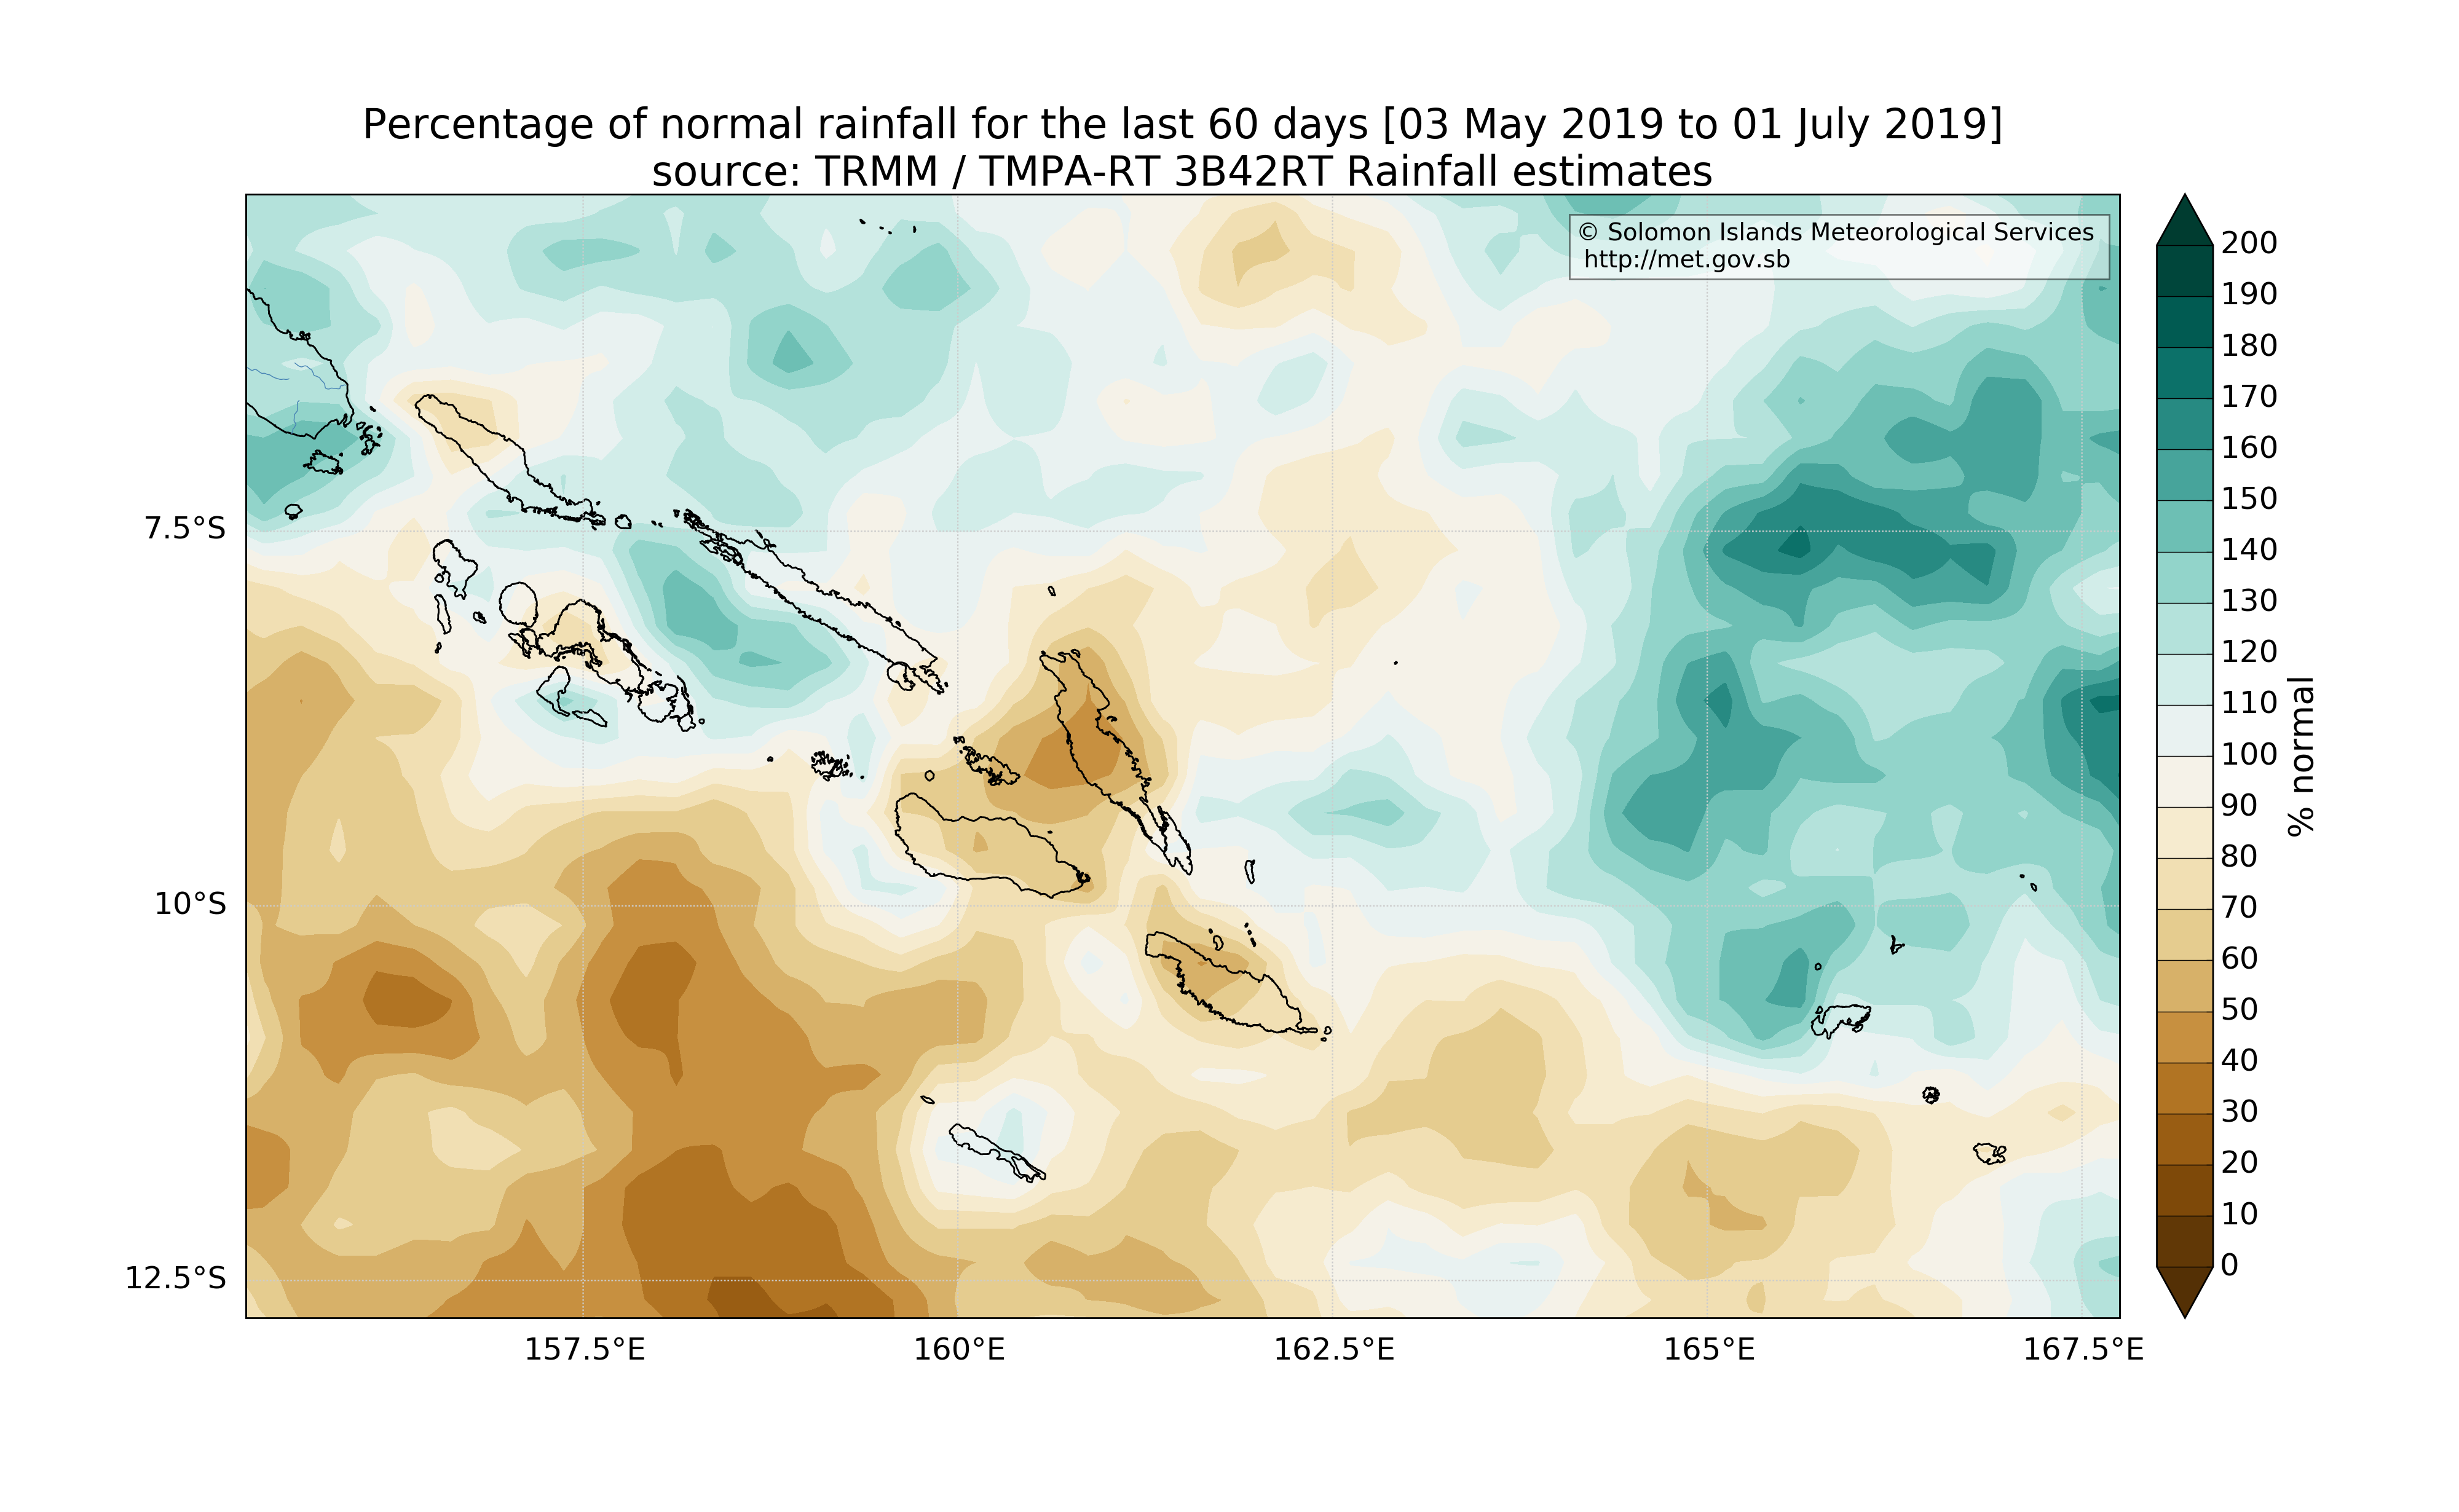 Percentage of normal rainfall for the last 60 days [03 May 2019 to 01 July 2019]
source: TRMM / TMPA-RT 3B42RT Rainfall estimates
© Solomon Islands Meteorological Services
http://met.gov.sb
7.5°S
10°S
12.5°S
157.5°E
160°E
162.5°E
165°E
167.5°E
200
190
180
170
160
150
140
130
120
110
100
90
80
70
60
50
40
30
20
10
0
% normal